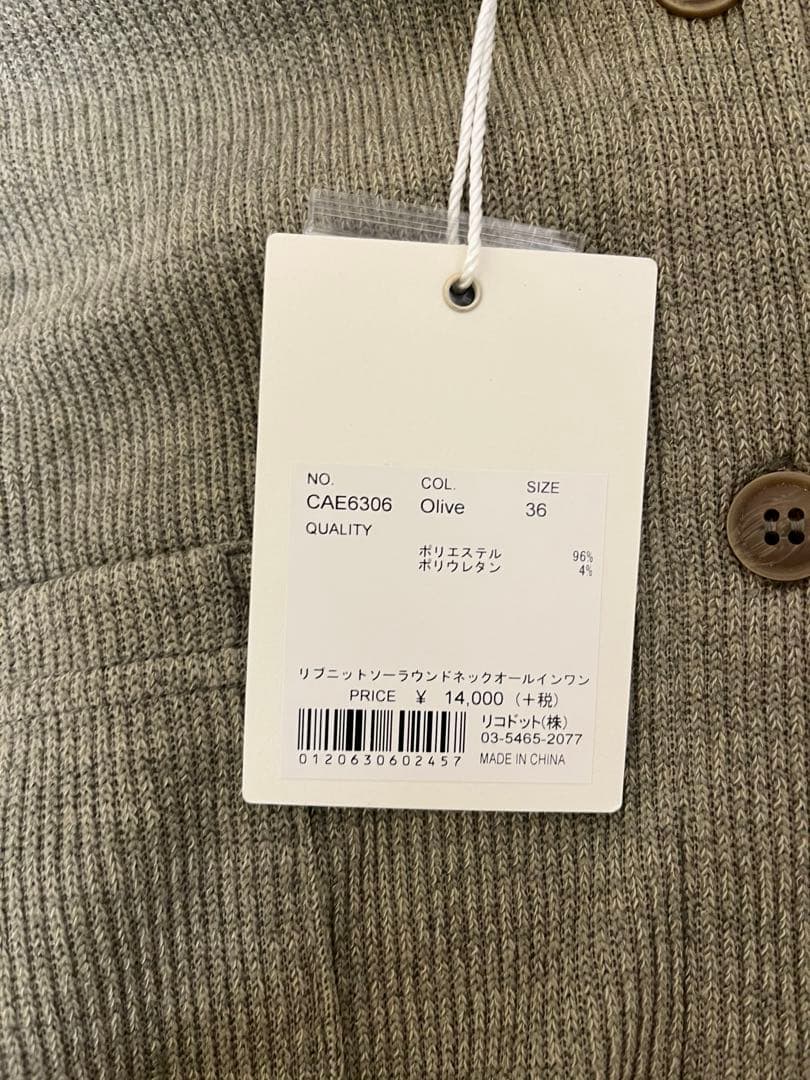 NO. COL. SIZE
CAE6306 Olive 36
QUALITY
ポリエステル 96%
ポリウレタン 4%
リブニットソーラウンドネックオールインワン
PRICE ¥ 14,000 (+税)
リコドット(株)
03-5465-2077
0120630602457 MADE IN CHINA